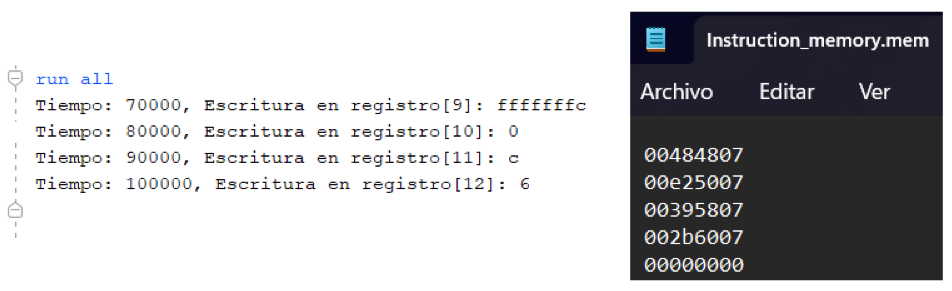 run all
Tiempo: 70000, Escritura en registro[9]: fffffffc
Tiempo: 80000, Escritura en registro[10]: 0
Tiempo: 90000, Escritura en registro[11]: c
Tiempo: 100000, Escritura en registro[12]: 6
Instruction_memory.mem
Archivo Editar Ver
00484807
00e25007
00395807
002b6007
00000000